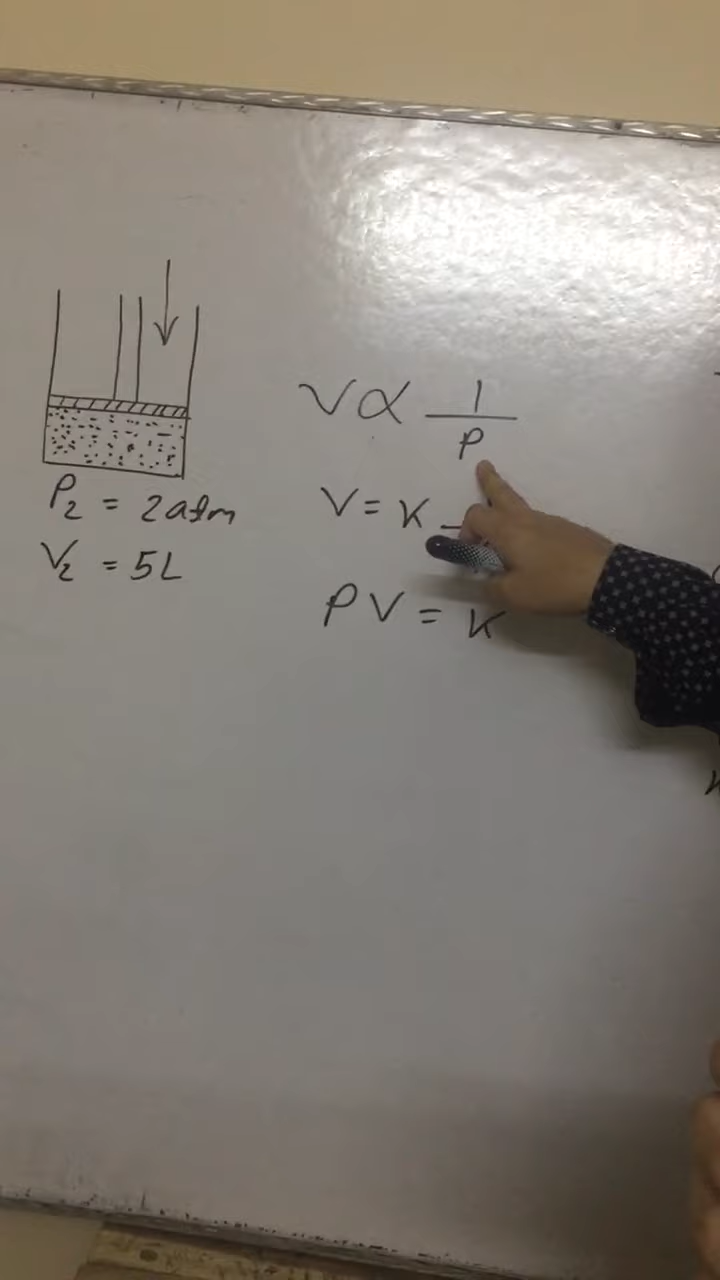 P₂ = 2 atm
V₂ = 5L
V ∝ 1/P
V = K
PV = K